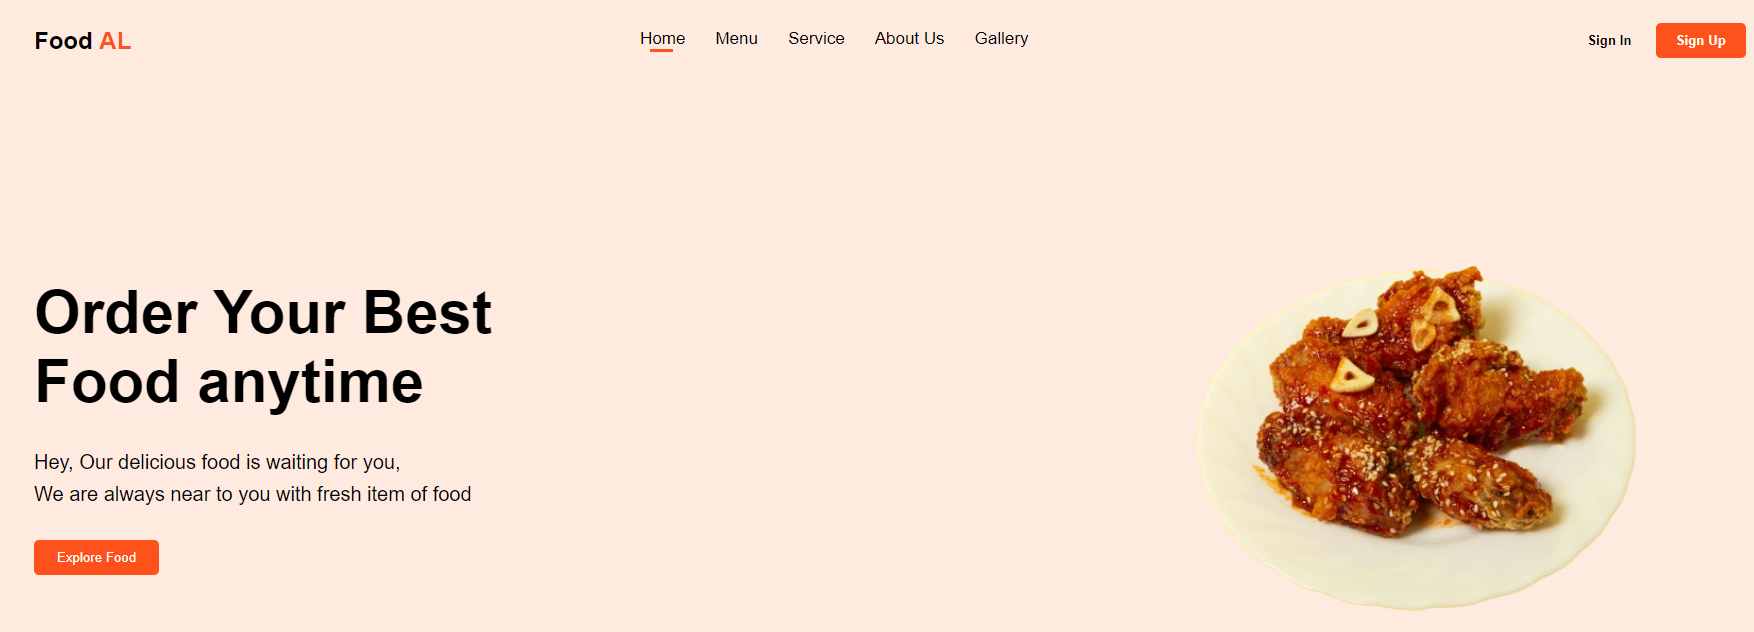 Food AL
Home Menu Service About Us Gallery
Sign In Sign Up
Order Your Best
Food anytime
Hey, Our delicious food is waiting for you,
We are always near to you with fresh item of food
Explore Food